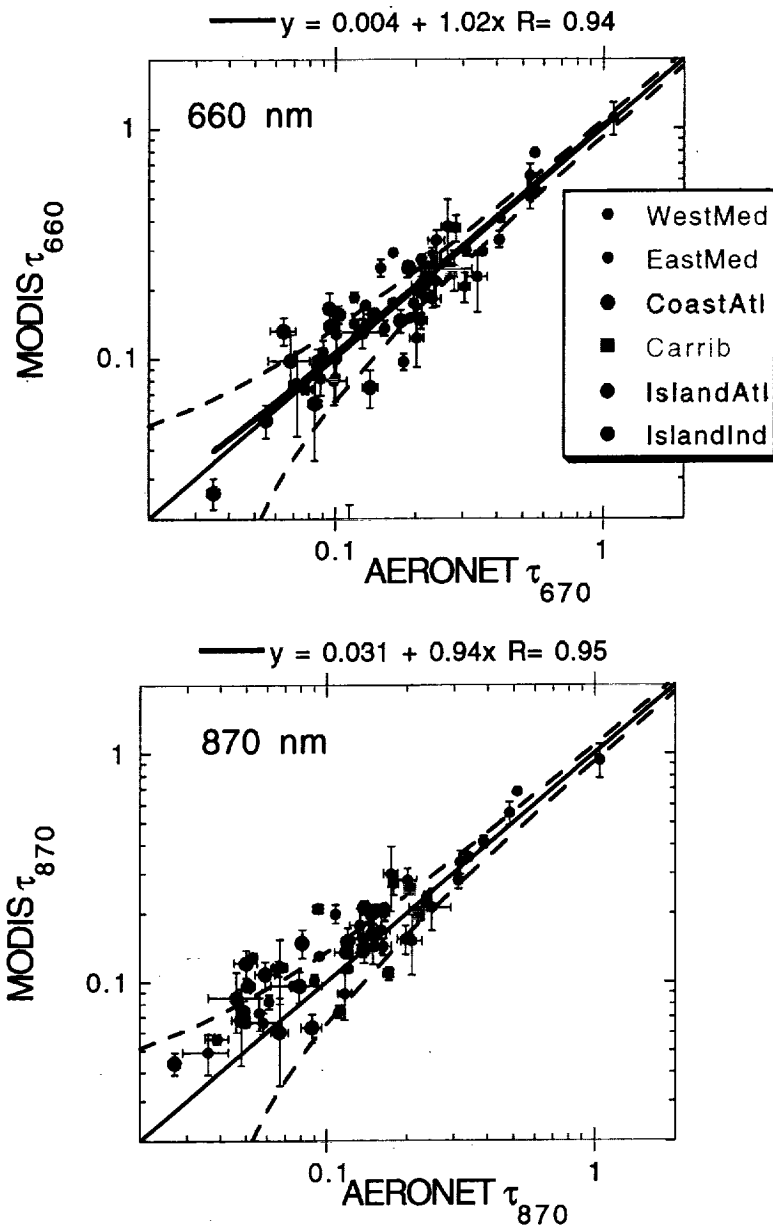 y = 0.004 + 1.02x R= 0.94
660 nm
1
0.1
MODIS τ660
WestMed
EastMed
CoastAtl
Carrib
IslandAtl
IslandInd
0.1
1
AERONET τ670
y = 0.031 + 0.94x R= 0.95
870 nm
1
0.1
MODIS τ870
0.1
1
AERONET τ870